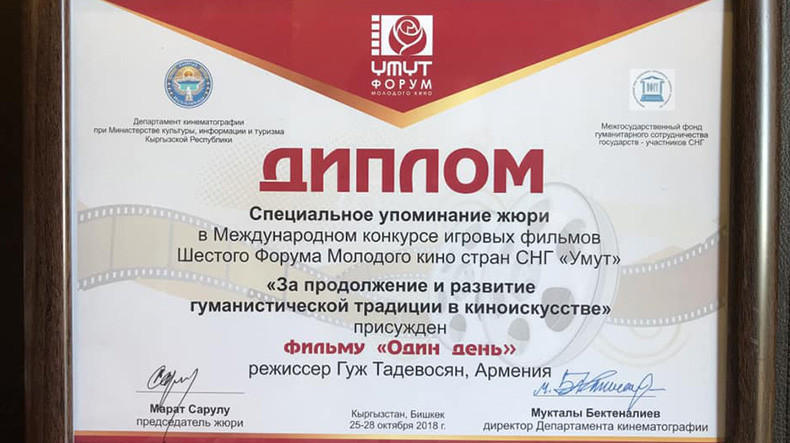 УМУТ
ФОРУМ
МОЛОДОГО КИНО
Департамент кинематографии
при Министерстве культуры, информации и туризма
Кыргызской Республики
Межгосударственный фонд
гуманитарного сотрудничества
государств - участников СНГ
ДИПЛОМ
Специальное упоминание жюри
в Международном конкурсе игровых фильмов
Шестого Форума Молодого кино стран СНГ «Умут»
«За продолжение и развитие
гуманистической традиции в киноискусстве»
присужден
фильму «Один день»
режиссер Гуж Тадевосян, Армения
Марат Сарулу
председатель жюри
Кыргызстан, Бишкек
25-28 октября 2018 г.
Мукталы Бектеналиев
директор Департамента кинематографии